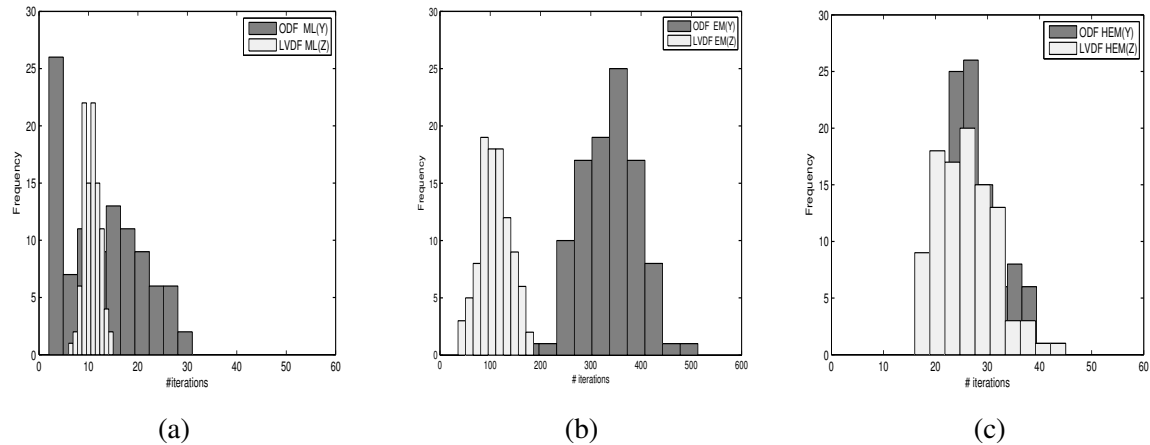 30
25
20
15
10
5
0
Frequency
0 10 20 30 40 50 60
#iterations
ODF ML(Y)
LVDF ML(Z)
(a)
30
25
20
15
10
5
0
Frequency
0 100 200 300 400 500 600
# iterations
ODF EM(Y)
LVDF EM(Z)
(b)
30
25
20
15
10
5
0
Frequency
0 10 20 30 40 50 60
# iterations
ODF HEM(Y)
LVDF HEM(Z)
(c)